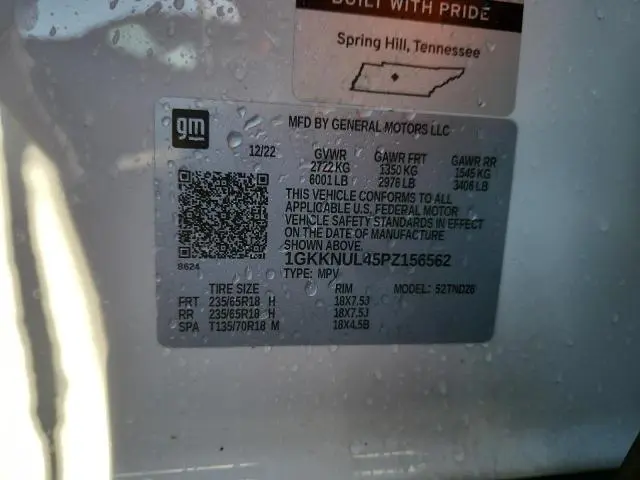 BUILT WITH PRIDE
Spring Hill, Tennessee
gm
MFD BY GENERAL MOTORS LLC
12/22 GVWR GAWR FRT GAWR RR
2722 KG 1350 KG 1545 KG
6001 LB 2976 LB 3406 LB
THIS VEHICLE CONFORMS TO ALL
APPLICABLE U.S. FEDERAL MOTOR
VEHICLE SAFETY STANDARDS IN EFFECT
ON THE DATE OF MANUFACTURE
SHOWN ABOVE.
8624
1GKKNUL45PZ156562
TYPE: MPV
TIRE SIZE RIM MODEL: 52TND26
FRT 235/65R18 H 18X7.5J
RR 235/65R18 H 18X7.5J
SPA T135/70R18 M 18X4.5B